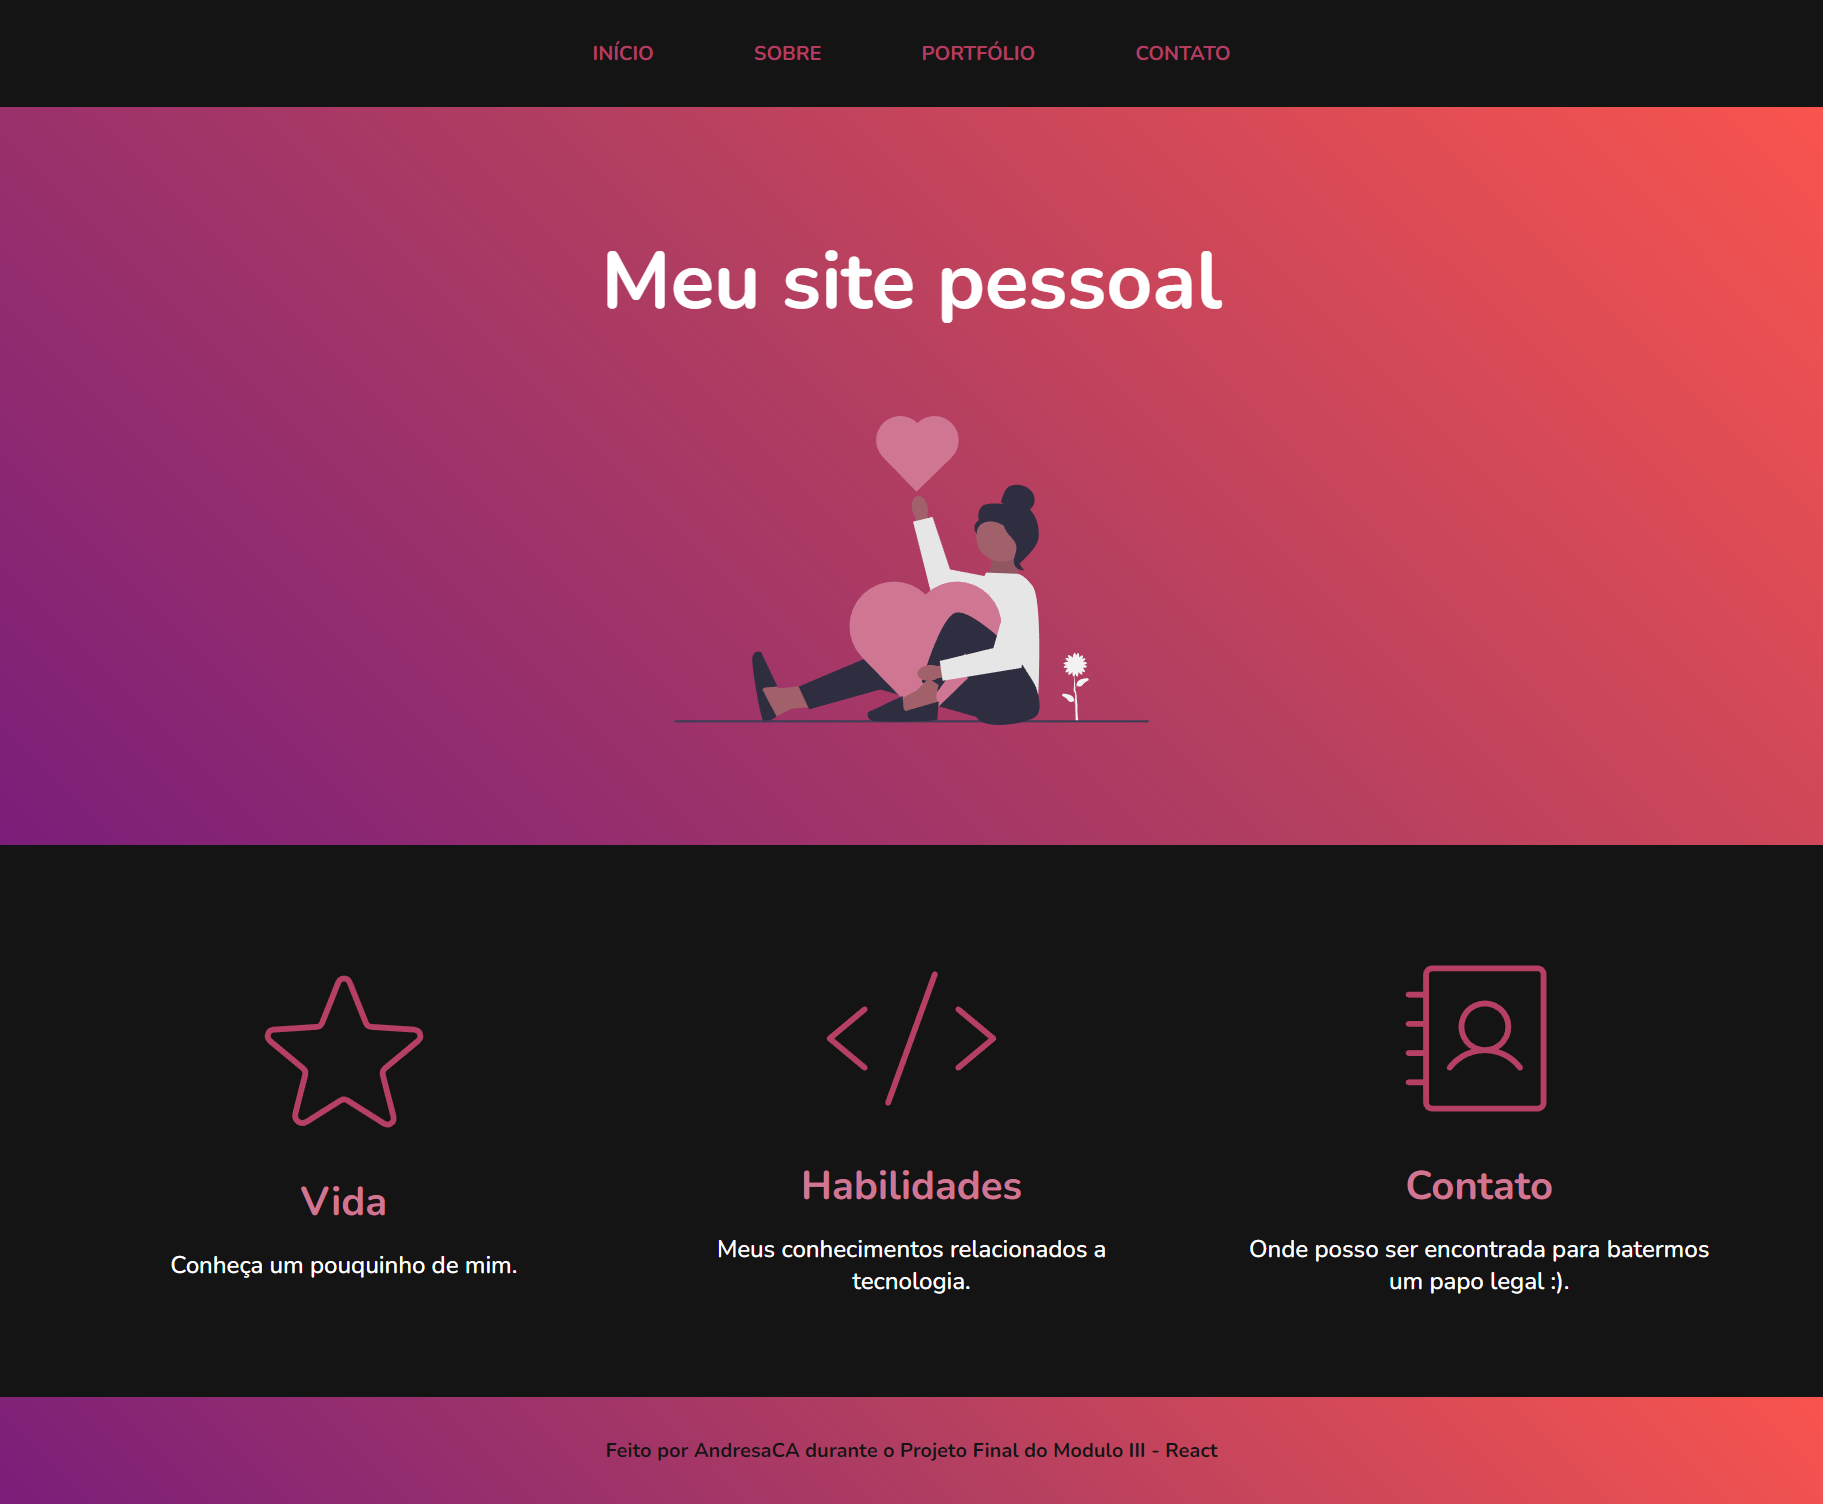 INÍCIO SOBRE PORTFÓLIO CONTATO
Meu site pessoal
Vida
Conheça um pouquinho de mim.
Habilidades
Meus conhecimentos relacionados a
tecnologia.
Contato
Onde posso ser encontrada para batermos
um papo legal :).
Feito por AndresaCA durante o Projeto Final do Modulo III - React